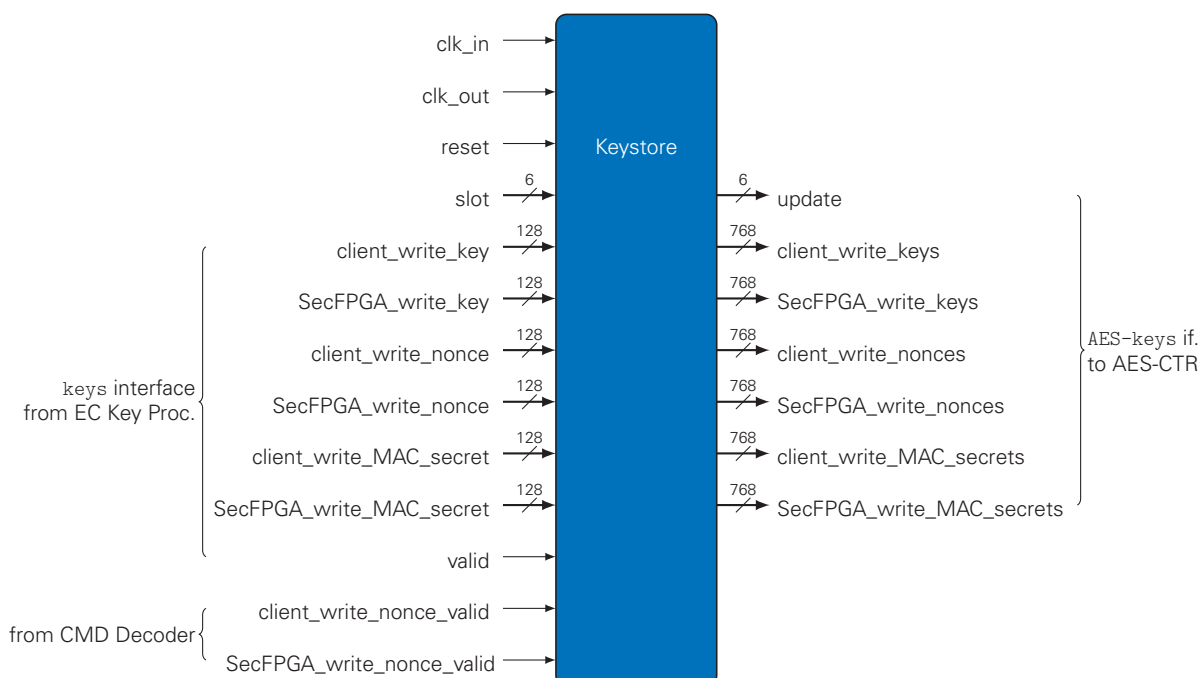 clk_in
clk_out
reset
Keystore
slot
6
6
update
client_write_key
128
768
client_write_keys
SecFPGA_write_key
128
768
SecFPGA_write_keys
client_write_nonce
128
768
client_write_nonces
SecFPGA_write_nonce
128
768
SecFPGA_write_nonces
client_write_MAC_secret
128
768
client_write_MAC_secrets
SecFPGA_write_MAC_secret
128
768
SecFPGA_write_MAC_secrets
valid
keys interface
from EC Key Proc.
AES-keys if.
to AES-CTR
client_write_nonce_valid
SecFPGA_write_nonce_valid
from CMD Decoder